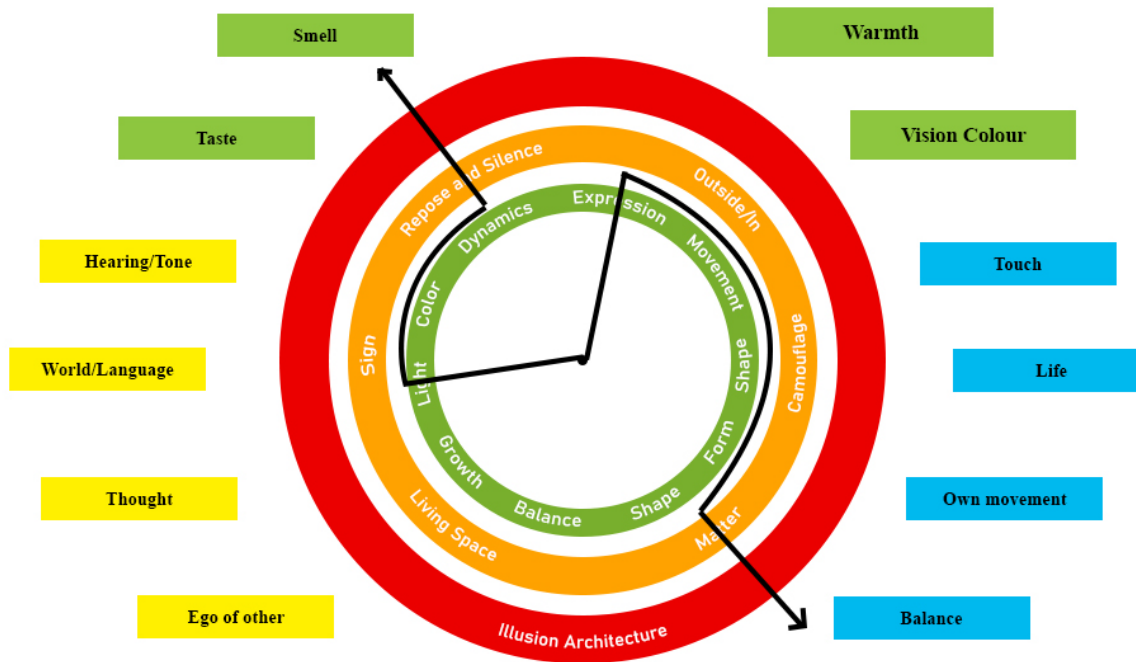 Smell
Warmth
Taste
Vision Colour
Hearing/Tone
Touch
World/Language
Life
Thought
Own movement
Ego of other
Balance
Repose and Silence
Outside/In
Camouflage
Matter
Living Space
Sign
Dynamics
Expression
Movement
Shape
Form
Shape
Balance
Growth
Light
Color
Illusion Architecture